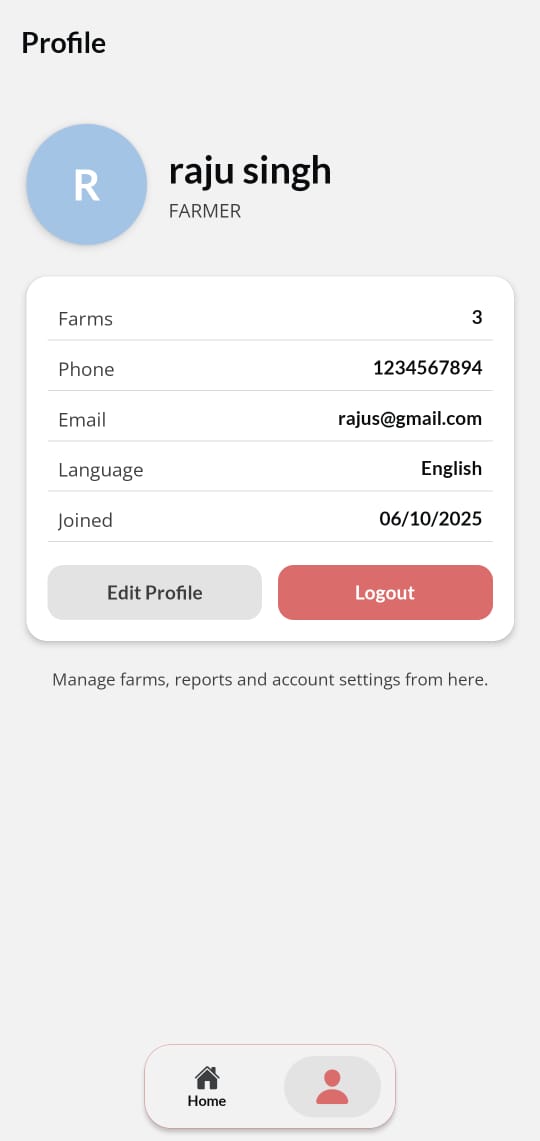 Profile
R
raju singh
FARMER
Farms 3
Phone 1234567894
Email rajus@gmail.com
Language English
Joined 06/10/2025
Edit Profile Logout
Manage farms, reports and account settings from here.
Home